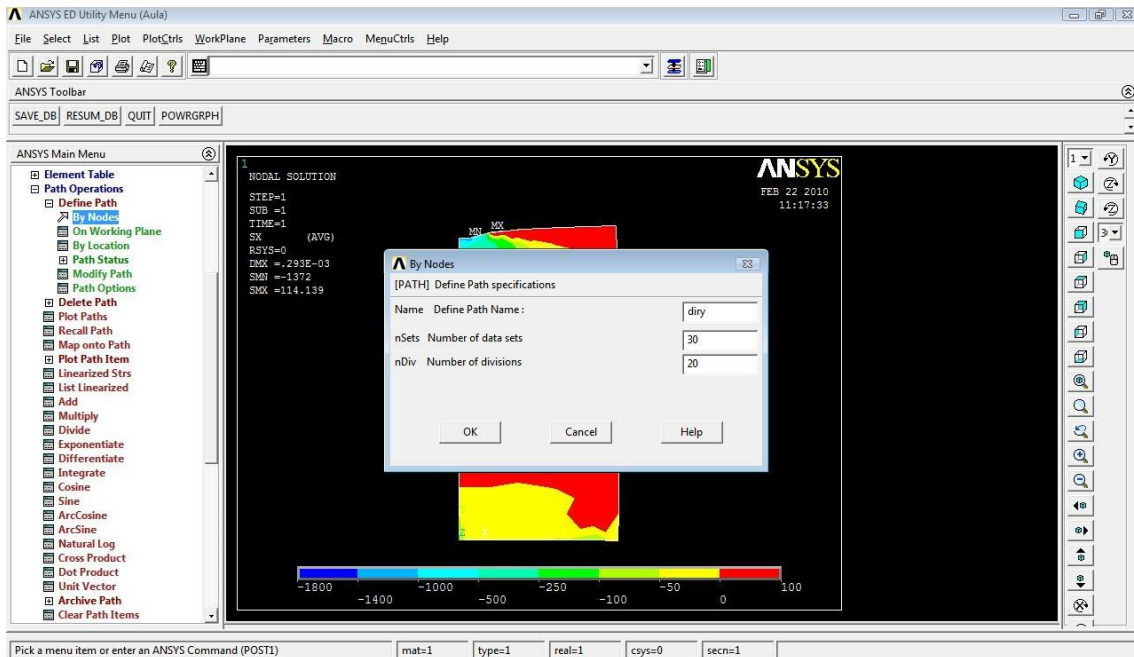 ANSYS ED Utility Menu (Aula)
File Select List Plot PlotCtrls WorkPlane Parameters Macro MenuCtrls Help
ANSYS Toolbar
SAVE_DB RESUM_DB QUIT POWRGRPH
ANSYS Main Menu
Element Table
Path Operations
Define Path
By Nodes
On Working Plane
By Location
Path Status
Modify Path
Path Options
Delete Path
Plot Paths
Recall Path
Map onto Path
Plot Path Item
Linearized Strs
List Linearized
Add
Multiply
Divide
Exponentiate
Differentiate
Integrate
Cosine
Sine
ArcCosine
ArcSine
Natural Log
Cross Product
Dot Product
Unit Vector
Archive Path
Clear Path Items
1
NODAL SOLUTION
STEP=1
SUB =1
TIME=1
SX (AVG)
RSYS=0
DMX =.293E-03
SMN =-1372
SMX =114.139
ANSYS
FEB 22 2010
11:17:33
MN MX
By Nodes
[PATH] Define Path specifications
Name Define Path Name : diry
nSets Number of data sets 30
nDiv Number of divisions 20
OK Cancel Help
Z X
-1800 -1000 -250 -50 100
-1400 -500 -100 0
1
3
Pick a menu item or enter an ANSYS Command (POST1) mat=1 type=1 real=1 csys=0 secn=1